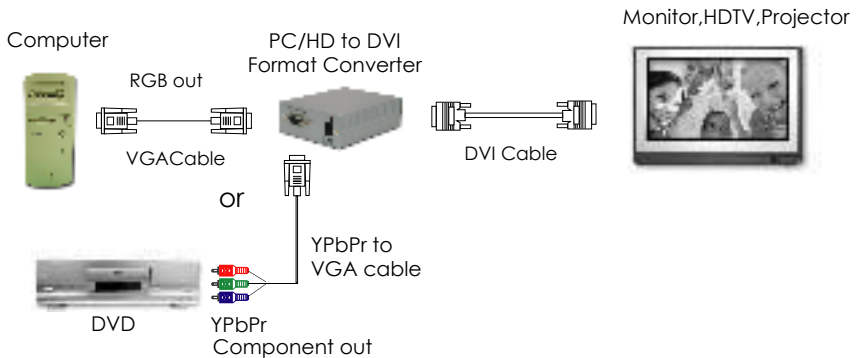 Monitor,HDTV,Projector
Computer
PC/HD to DVI
Format Converter
RGB out
VGACable
DVI Cable
or
YPbPr to
VGA cable
DVD
YPbPr
Component out